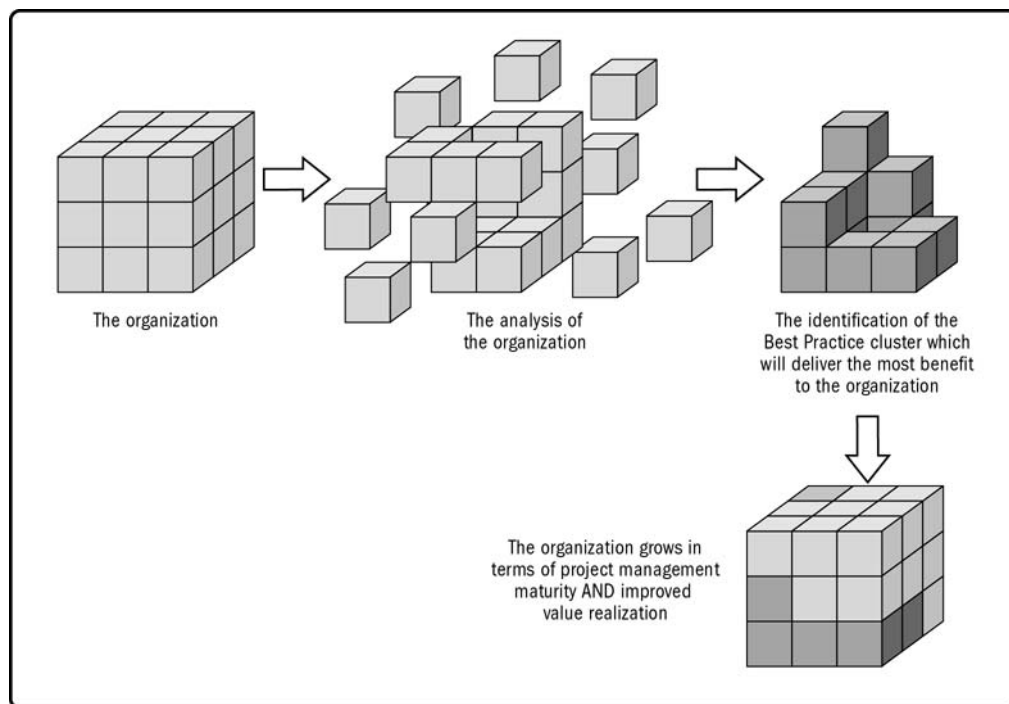 The organization
The analysis of
the organization
The identification of the
Best Practice cluster which
will deliver the most benefit
to the organization
The organization grows in
terms of project management
maturity AND improved
value realization